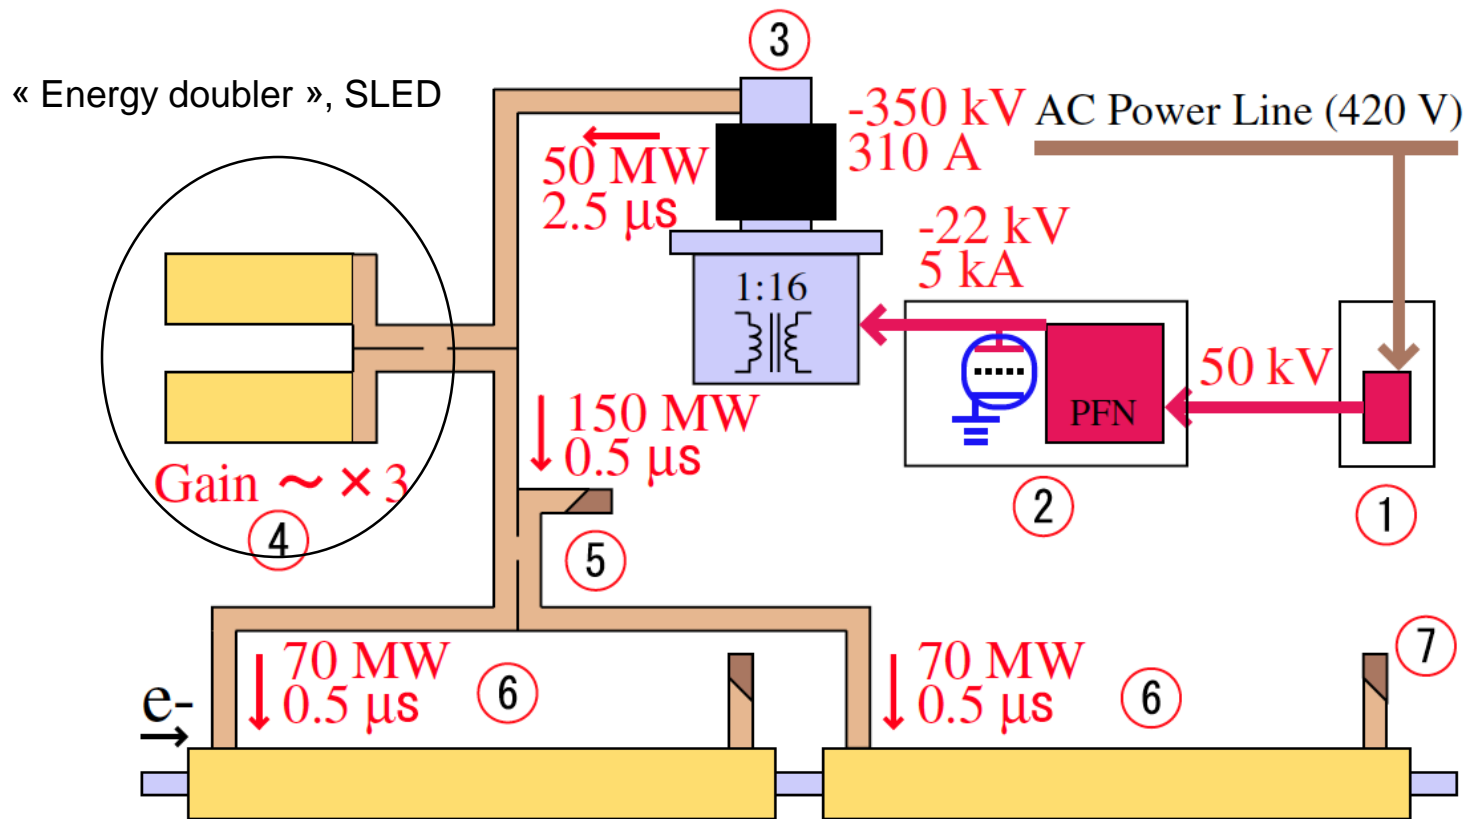 ③
« Energy doubler », SLED
-350 kV
310 A
AC Power Line (420 V)
50 MW
2.5 μs
-22 kV
5 kA
1:16
50 kV
PFN
150 MW
0.5 μs
Gain ～ × 3
④
②
①
⑤
70 MW
0.5 μs
⑥
70 MW
0.5 μs
⑥
⑦
e-